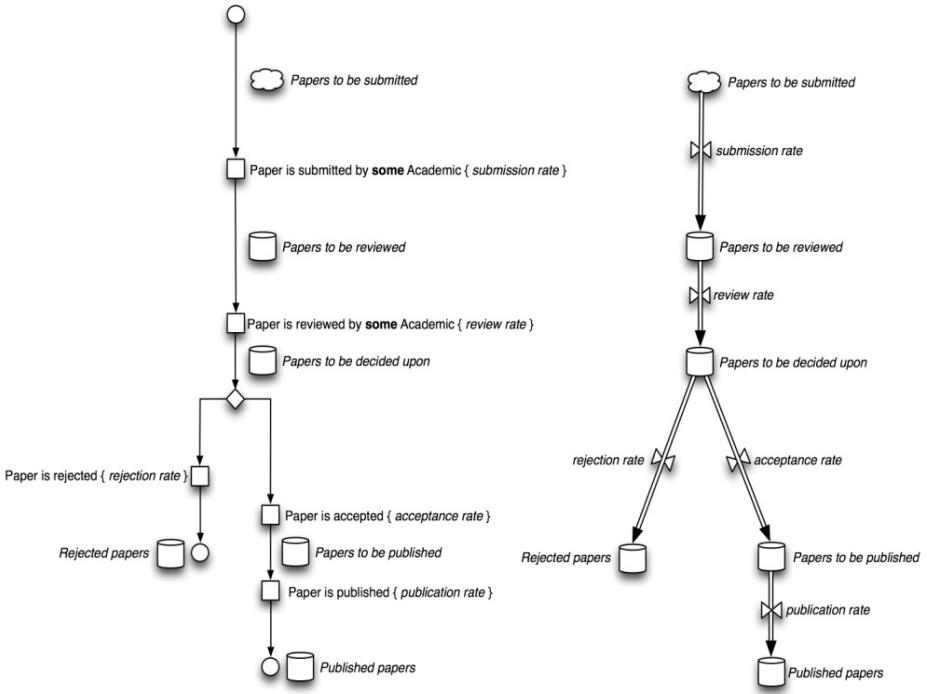 Papers to be submitted
Paper is submitted by some Academic { submission rate }
Papers to be reviewed
Paper is reviewed by some Academic { review rate }
Papers to be decided upon
Paper is rejected { rejection rate }
Paper is accepted { acceptance rate }
Rejected papers
Papers to be published
Paper is published { publication rate }
Published papers
Papers to be submitted
submission rate
Papers to be reviewed
review rate
Papers to be decided upon
rejection rate
acceptance rate
Rejected papers
Papers to be published
publication rate
Published papers